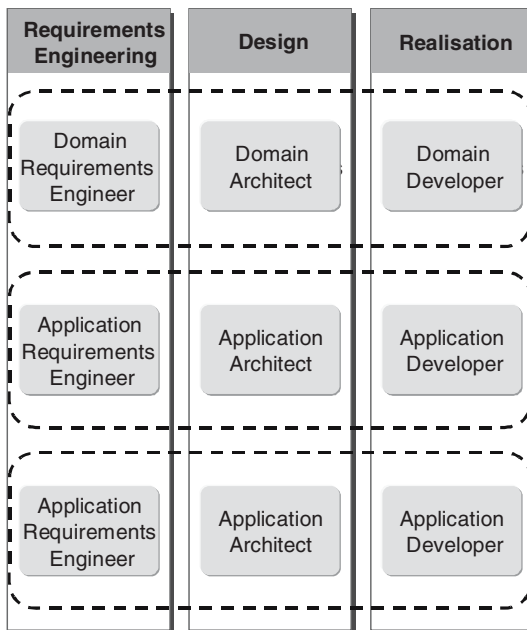 Requirements
Engineering
Design
Realisation
Domain
Requirements
Engineer
Domain
Architect
Domain
Developer
Application
Requirements
Engineer
Application
Architect
Application
Developer
Application
Requirements
Engineer
Application
Architect
Application
Developer